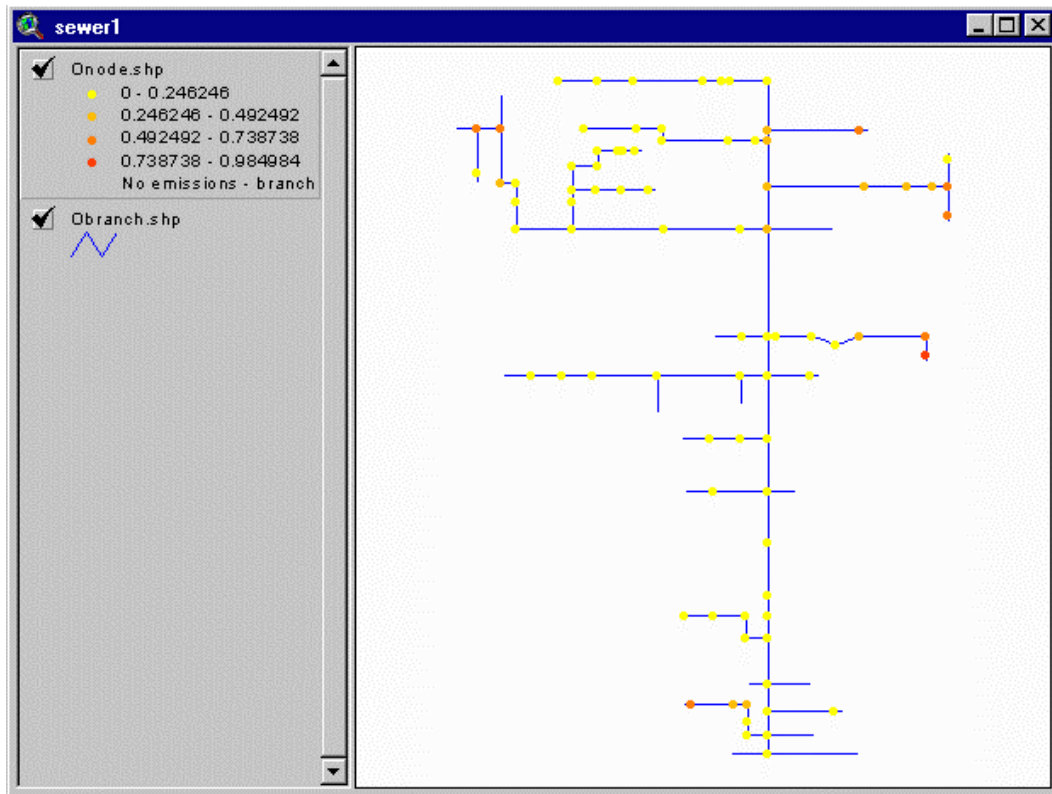 sewer1
Onode.shp
0 - 0.246246
0.246246 - 0.492492
0.492492 - 0.738738
0.738738 - 0.984984
No emissions - branch
Obranch.shp